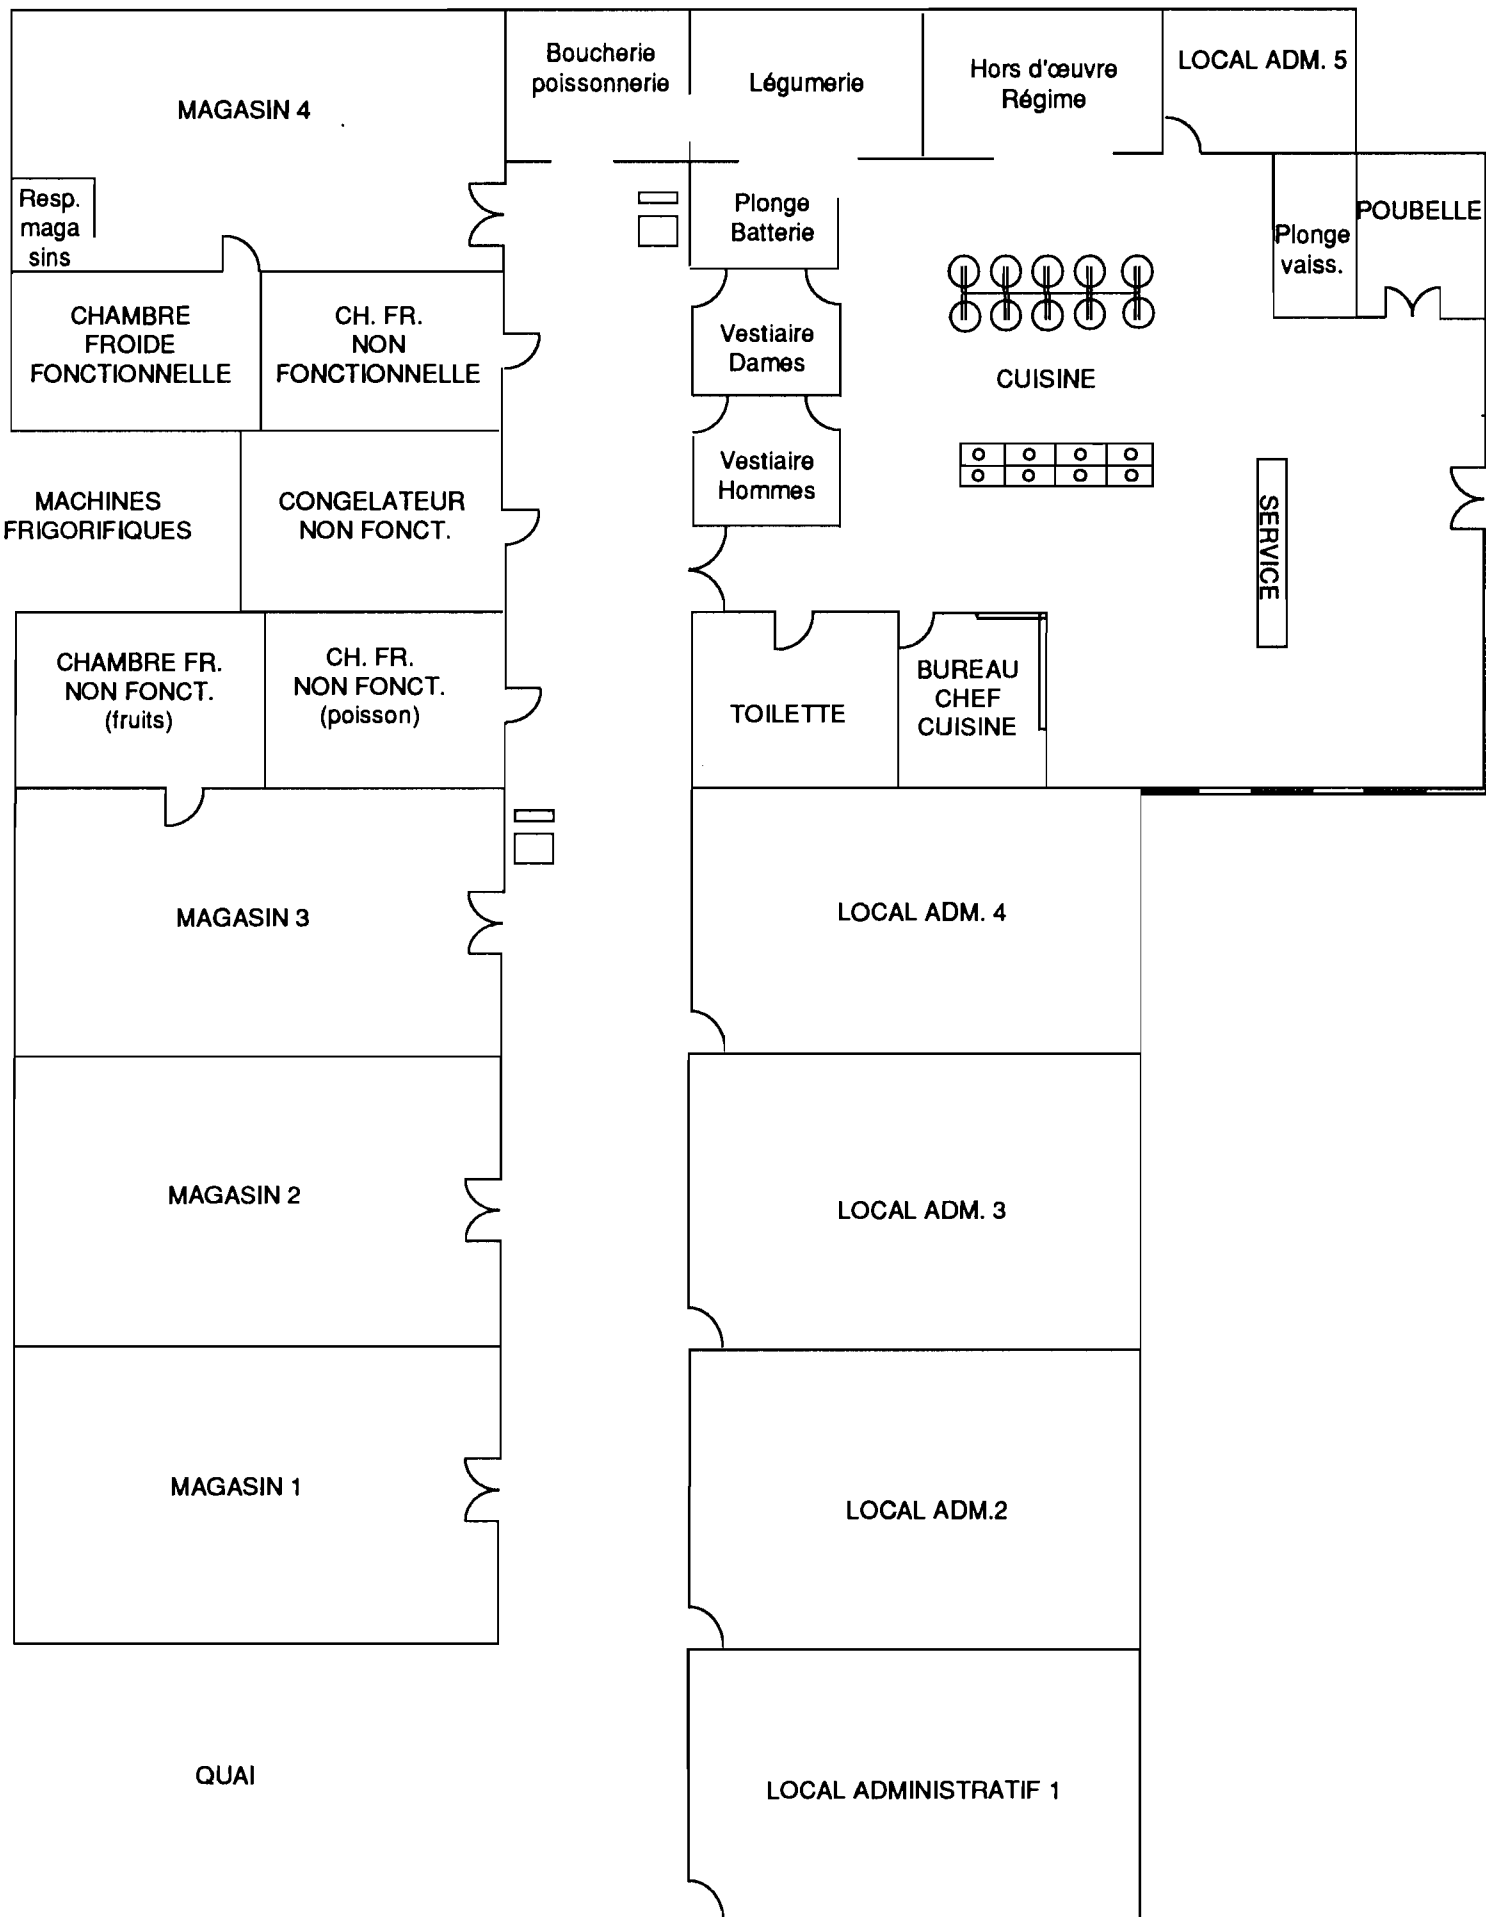 MAGASIN 4
Boucherie
poissonnerie
Légumerie
Hors d'œuvre
Régime
LOCAL ADM. 5
Resp.
maga
sins
Plonge
Batterie
Plonge
vaiss.
POUBELLE
CHAMBRE
FROIDE
FONCTIONNELLE
CH. FR.
NON
FONCTIONNELLE
Vestiaire
Dames
CUISINE
MACHINES
FRIGORIFIQUES
CONGELATEUR
NON FONCT.
Vestiaire
Hommes
SERVICE
CHAMBRE FR.
NON FONCT.
(fruits)
CH. FR.
NON FONCT.
(poisson)
TOILETTE
BUREAU
CHEF
CUISINE
MAGASIN 3
LOCAL ADM. 4
MAGASIN 2
LOCAL ADM. 3
MAGASIN 1
LOCAL ADM.2
QUAI
LOCAL ADMINISTRATIF 1